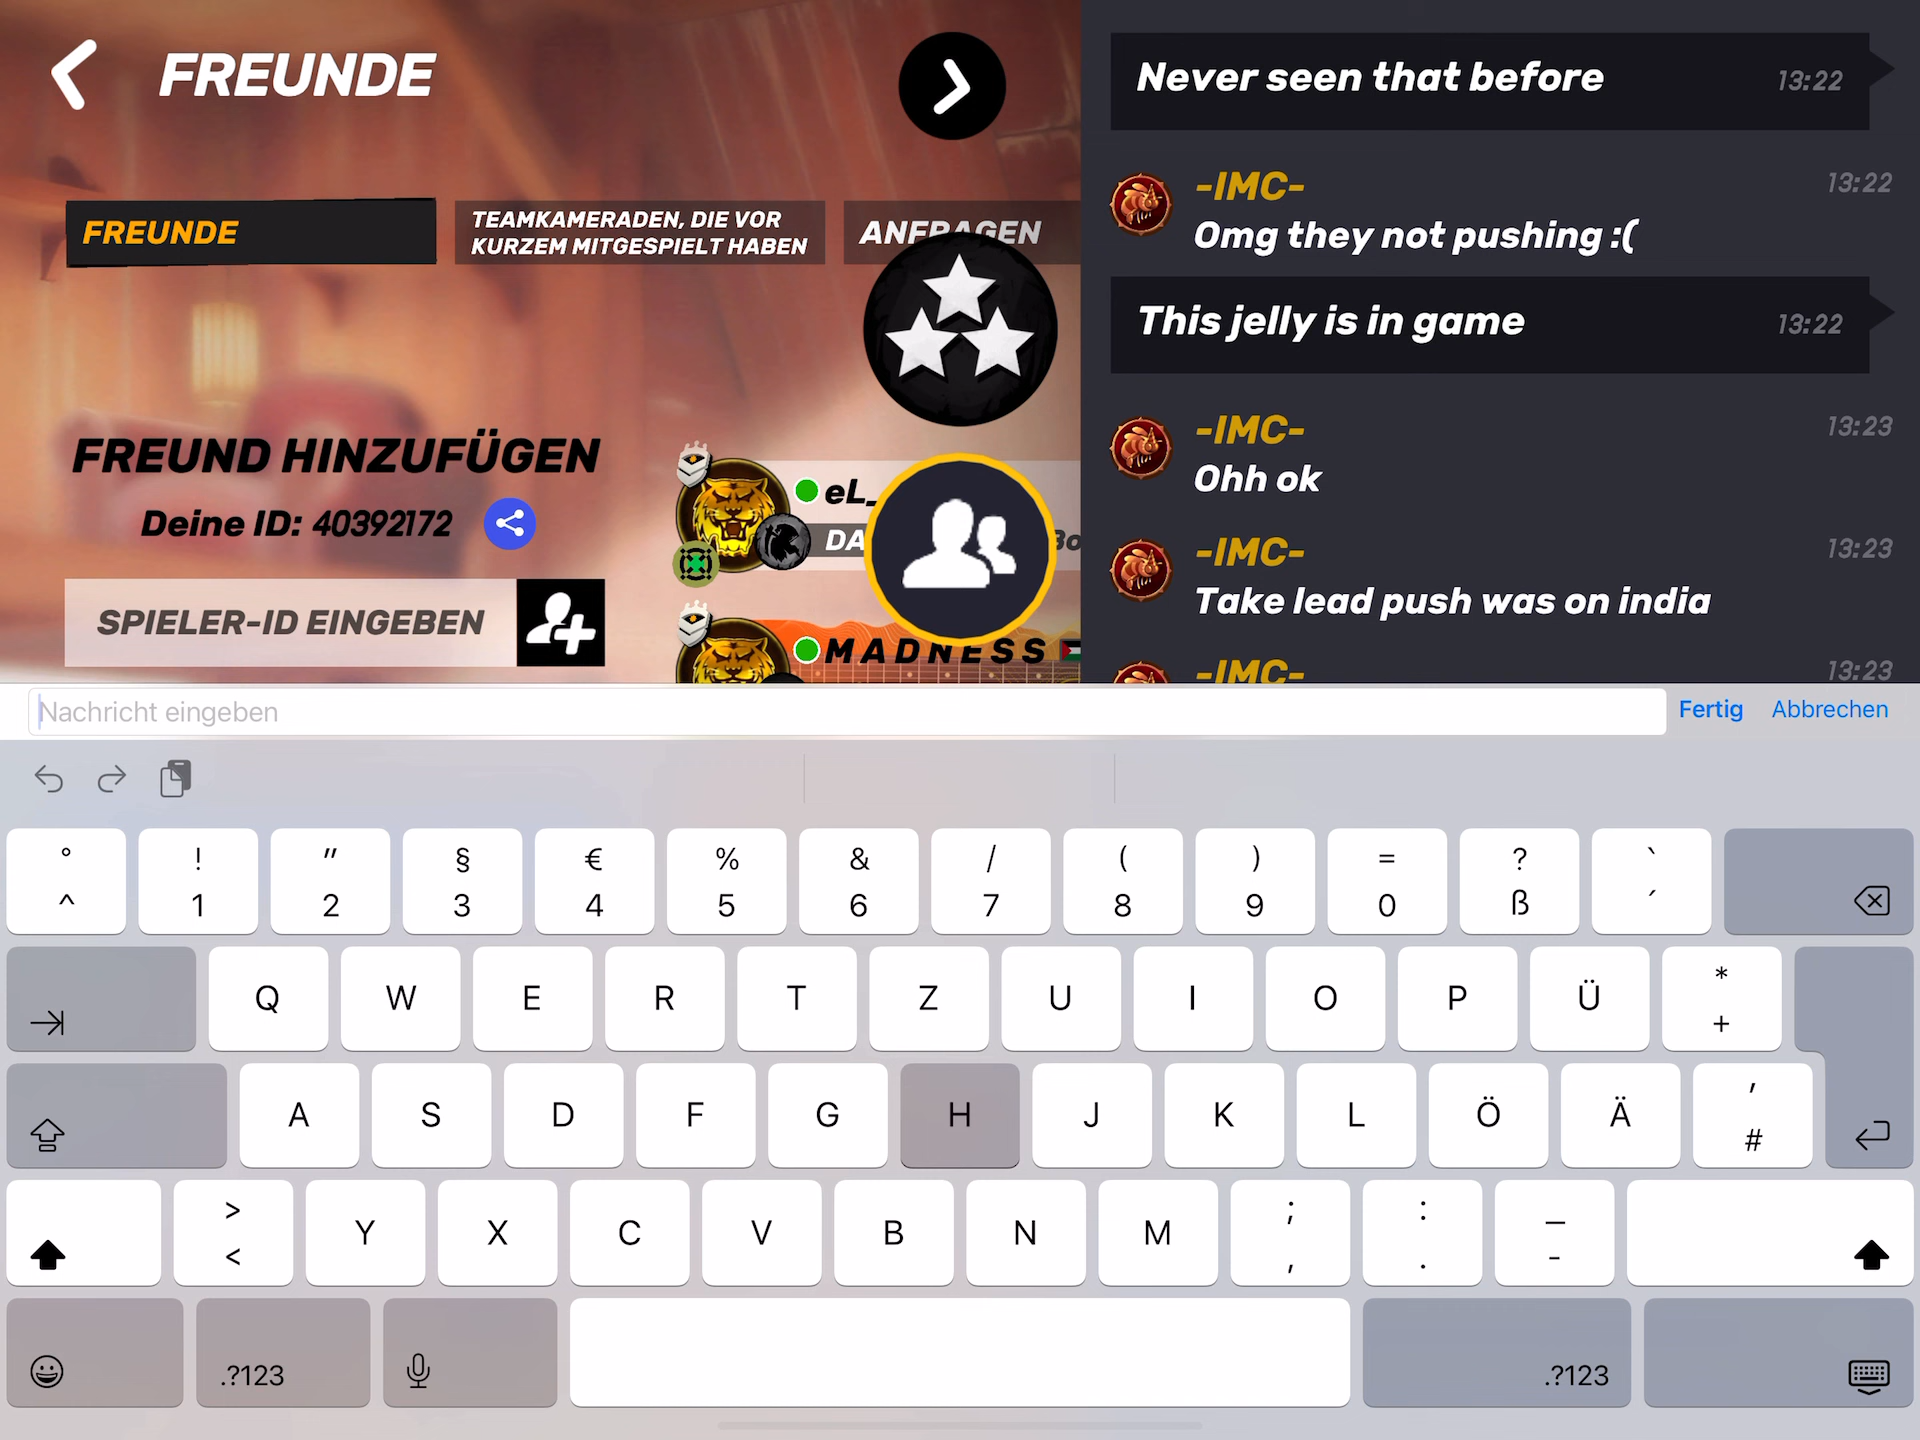 FREUNDE
FREUNDE
TEAMKAMERADEN, DIE VOR
KURZEM MITGESPIELT HABEN
ANFRAGEN
FREUND HINZUFÜGEN
Deine ID: 40392172
SPIELER-ID EINGEBEN
eL_
DA
MADNESS
Never seen that before 13:22
-IMC- 13:22
Omg they not pushing :(
This jelly is in game 13:22
-IMC- 13:23
Ohh ok
-IMC- 13:23
Take lead push was on india
-IMC- 13:23
Nachricht eingeben Fertig Abbrechen
° ! " § € % & / ( ) = ? `
^ 1 2 3 4 5 6 7 8 9 0 ß ´
Q W E R T Z U I O P Ü * +
A S D F G H J K L Ö Ä ' #
> < Y X C V B N M ; , : . _ -
.?123 .?123